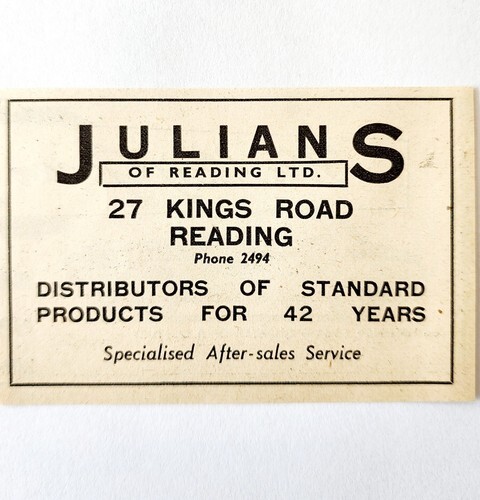 JULIANS
OF READING LTD.
27 KINGS ROAD
READING
Phone 2494
DISTRIBUTORS OF STANDARD
PRODUCTS FOR 42 YEARS
Specialised After-sales Service